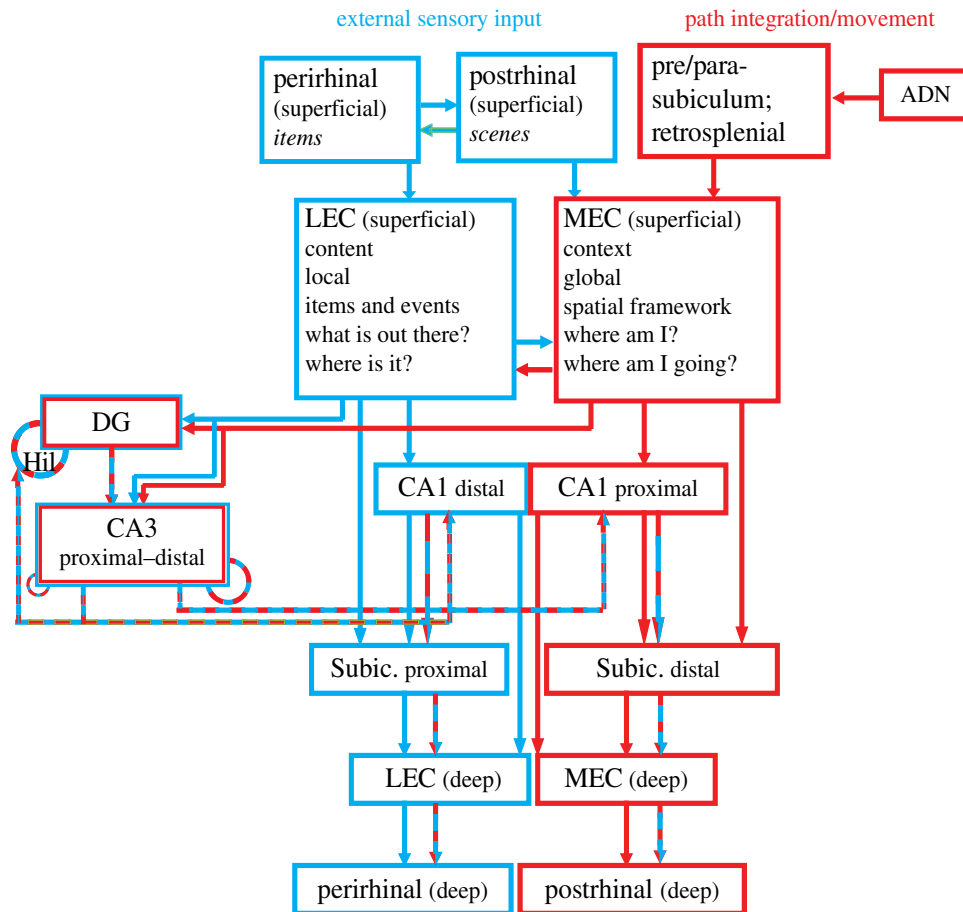 external sensory input
path integration/movement
perirhinal
(superficial)
items
postrhinal
(superficial)
scenes
pre/para-
subiculum;
retrosplenial
ADN
LEC (superficial)
content
local
items and events
what is out there?
where is it?
MEC (superficial)
context
global
spatial framework
where am I?
where am I going?
DG
Hil
CA3
proximal–distal
CA1 distal
CA1 proximal
Subic. proximal
Subic. distal
LEC (deep)
MEC (deep)
perirhinal (deep)
postrhinal (deep)